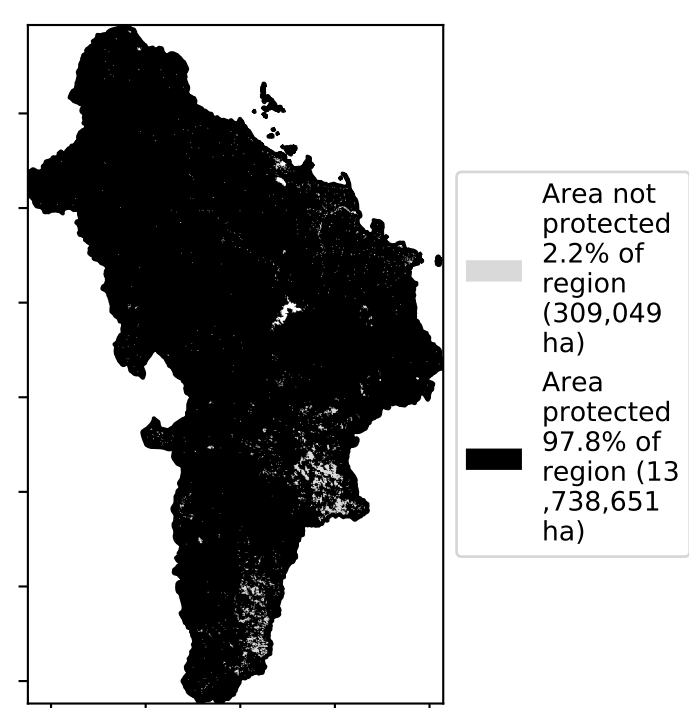 Area not
protected
2.2% of
region
(309,049
ha)
Area
protected
97.8% of
region (13
,738,651
ha)